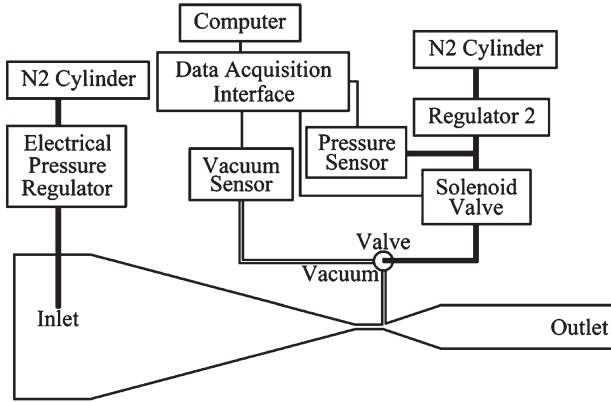 Computer
N2 Cylinder
Data Acquisition
Interface
N2 Cylinder
Electrical
Pressure
Regulator
Regulator 2
Pressure
Sensor
Vacuum
Sensor
Solenoid
Valve
Valve
Vacuum
Inlet
Outlet